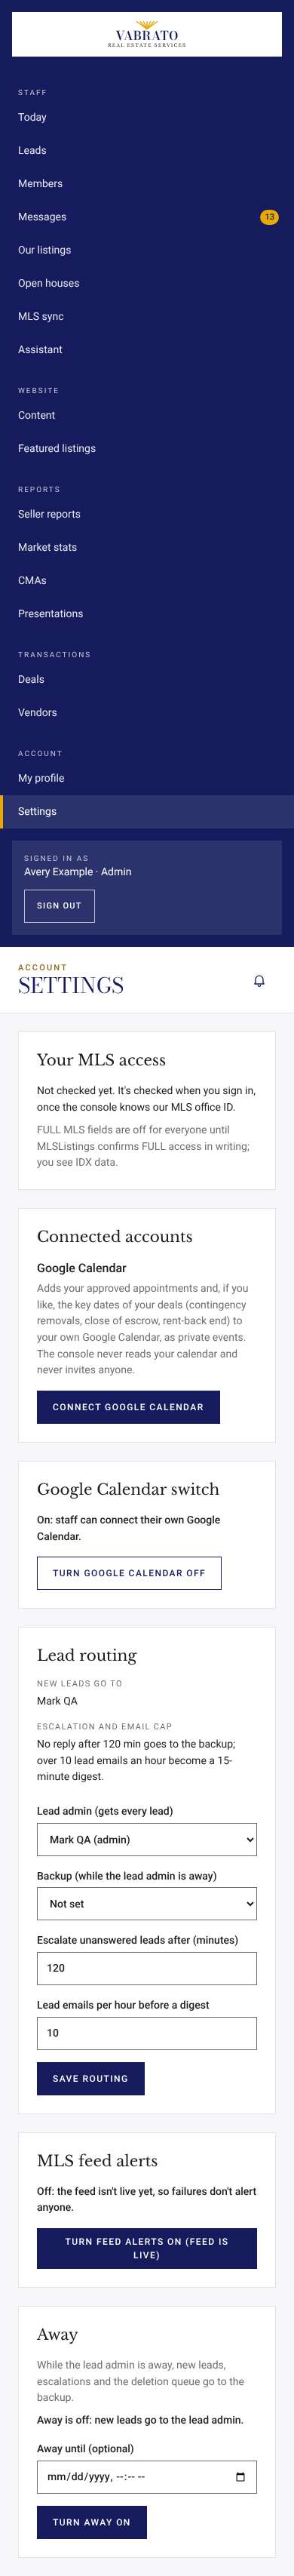 VABRATO
REAL ESTATE SERVICES
STAFF
Today
Leads
Members
Messages
13
Our listings
Open houses
MLS sync
Assistant
WEBSITE
Content
Featured listings
REPORTS
Seller reports
Market stats
CMAs
Presentations
TRANSACTIONS
Deals
Vendors
ACCOUNT
My profile
Settings
SIGNED IN AS
Avery Example · Admin
SIGN OUT
ACCOUNT
SETTINGS
Your MLS access
Not checked yet. It's checked when you sign in,
once the console knows our MLS office ID.
FULL MLS fields are off for everyone until
MLSListings confirms FULL access in writing;
you see IDX data.
Connected accounts
Google Calendar
Adds your approved appointments and, if you
like, the key dates of your deals (contingency
removals, close of escrow, rent-back end) to
your own Google Calendar, as private events.
The console never reads your calendar and
never invites anyone.
CONNECT GOOGLE CALENDAR
Google Calendar switch
On: staff can connect their own Google
Calendar.
TURN GOOGLE CALENDAR OFF
Lead routing
NEW LEADS GO TO
Mark QA
ESCALATION AND EMAIL CAP
No reply after 120 min goes to the backup;
over 10 lead emails an hour become a 15-
minute digest.
Lead admin (gets every lead)
Mark QA (admin)
Backup (while the lead admin is away)
Not set
Escalate unanswered leads after (minutes)
120
Lead emails per hour before a digest
10
SAVE ROUTING
MLS feed alerts
Off: the feed isn't live yet, so failures don't alert
anyone.
TURN FEED ALERTS ON (FEED IS
LIVE)
Away
While the lead admin is away, new leads,
escalations and the deletion queue go to the
backup.
Away is off: new leads go to the lead admin.
Away until (optional)
mm/dd/yyyy, --:-- --
TURN AWAY ON